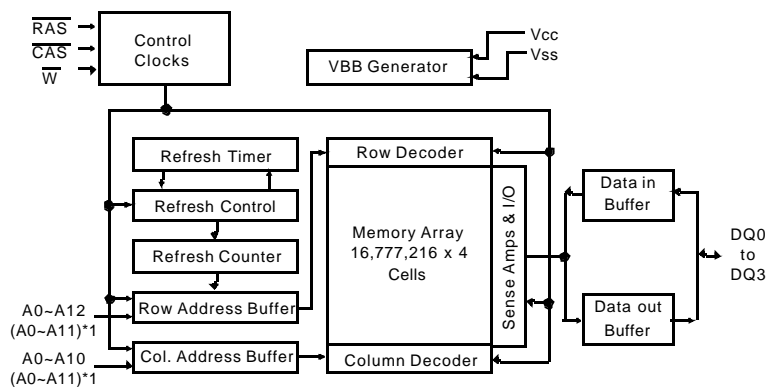 RAS
CAS
W
Control
Clocks
VBB Generator
Vcc
Vss
Refresh Timer
Refresh Control
Refresh Counter
Row Address Buffer
Col. Address Buffer
A0~A12
(A0~A11)*1
A0~A10
(A0~A11)*1
Row Decoder
Memory Array
16,777,216 x 4
Cells
Column Decoder
Sense Amps & I/O
Data in
Buffer
Data out
Buffer
DQ0
to
DQ3